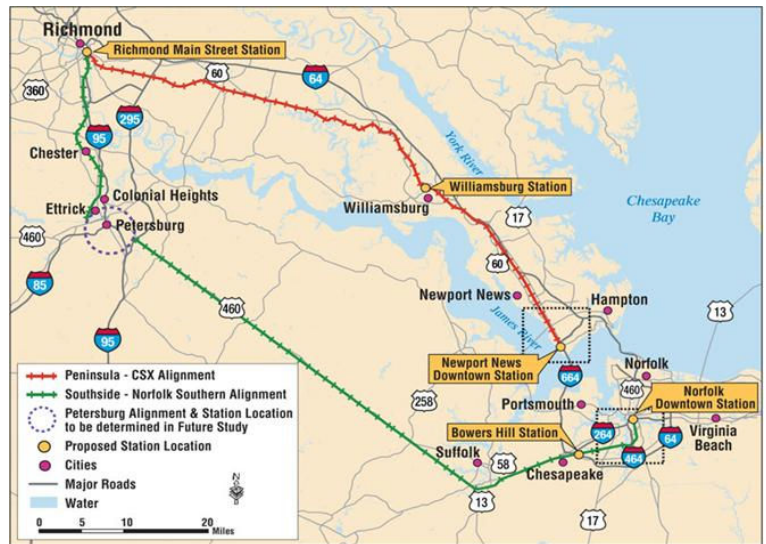 Richmond
Richmond Main Street Station
60
64
360
295
95
Chester
York River
Colonial Heights
Ettrick
Petersburg
460
85
95
460
Williamsburg Station
Williamsburg
17
60
Chesapeake
Bay
Newport News
James River
Hampton
13
Newport News
Downtown Station
664
Norfolk
460
Norfolk
Downtown Station
258
Portsmouth
264
64
Virginia
Beach
Bowers Hill Station
Suffolk
58
Chesapeake
464
13
17
Peninsula - CSX Alignment
Southside - Norfolk Southern Alignment
Petersburg Alignment & Station Location
to be determined in Future Study
Proposed Station Location
Cities
Major Roads
Water
N
0 5 10 20
Miles